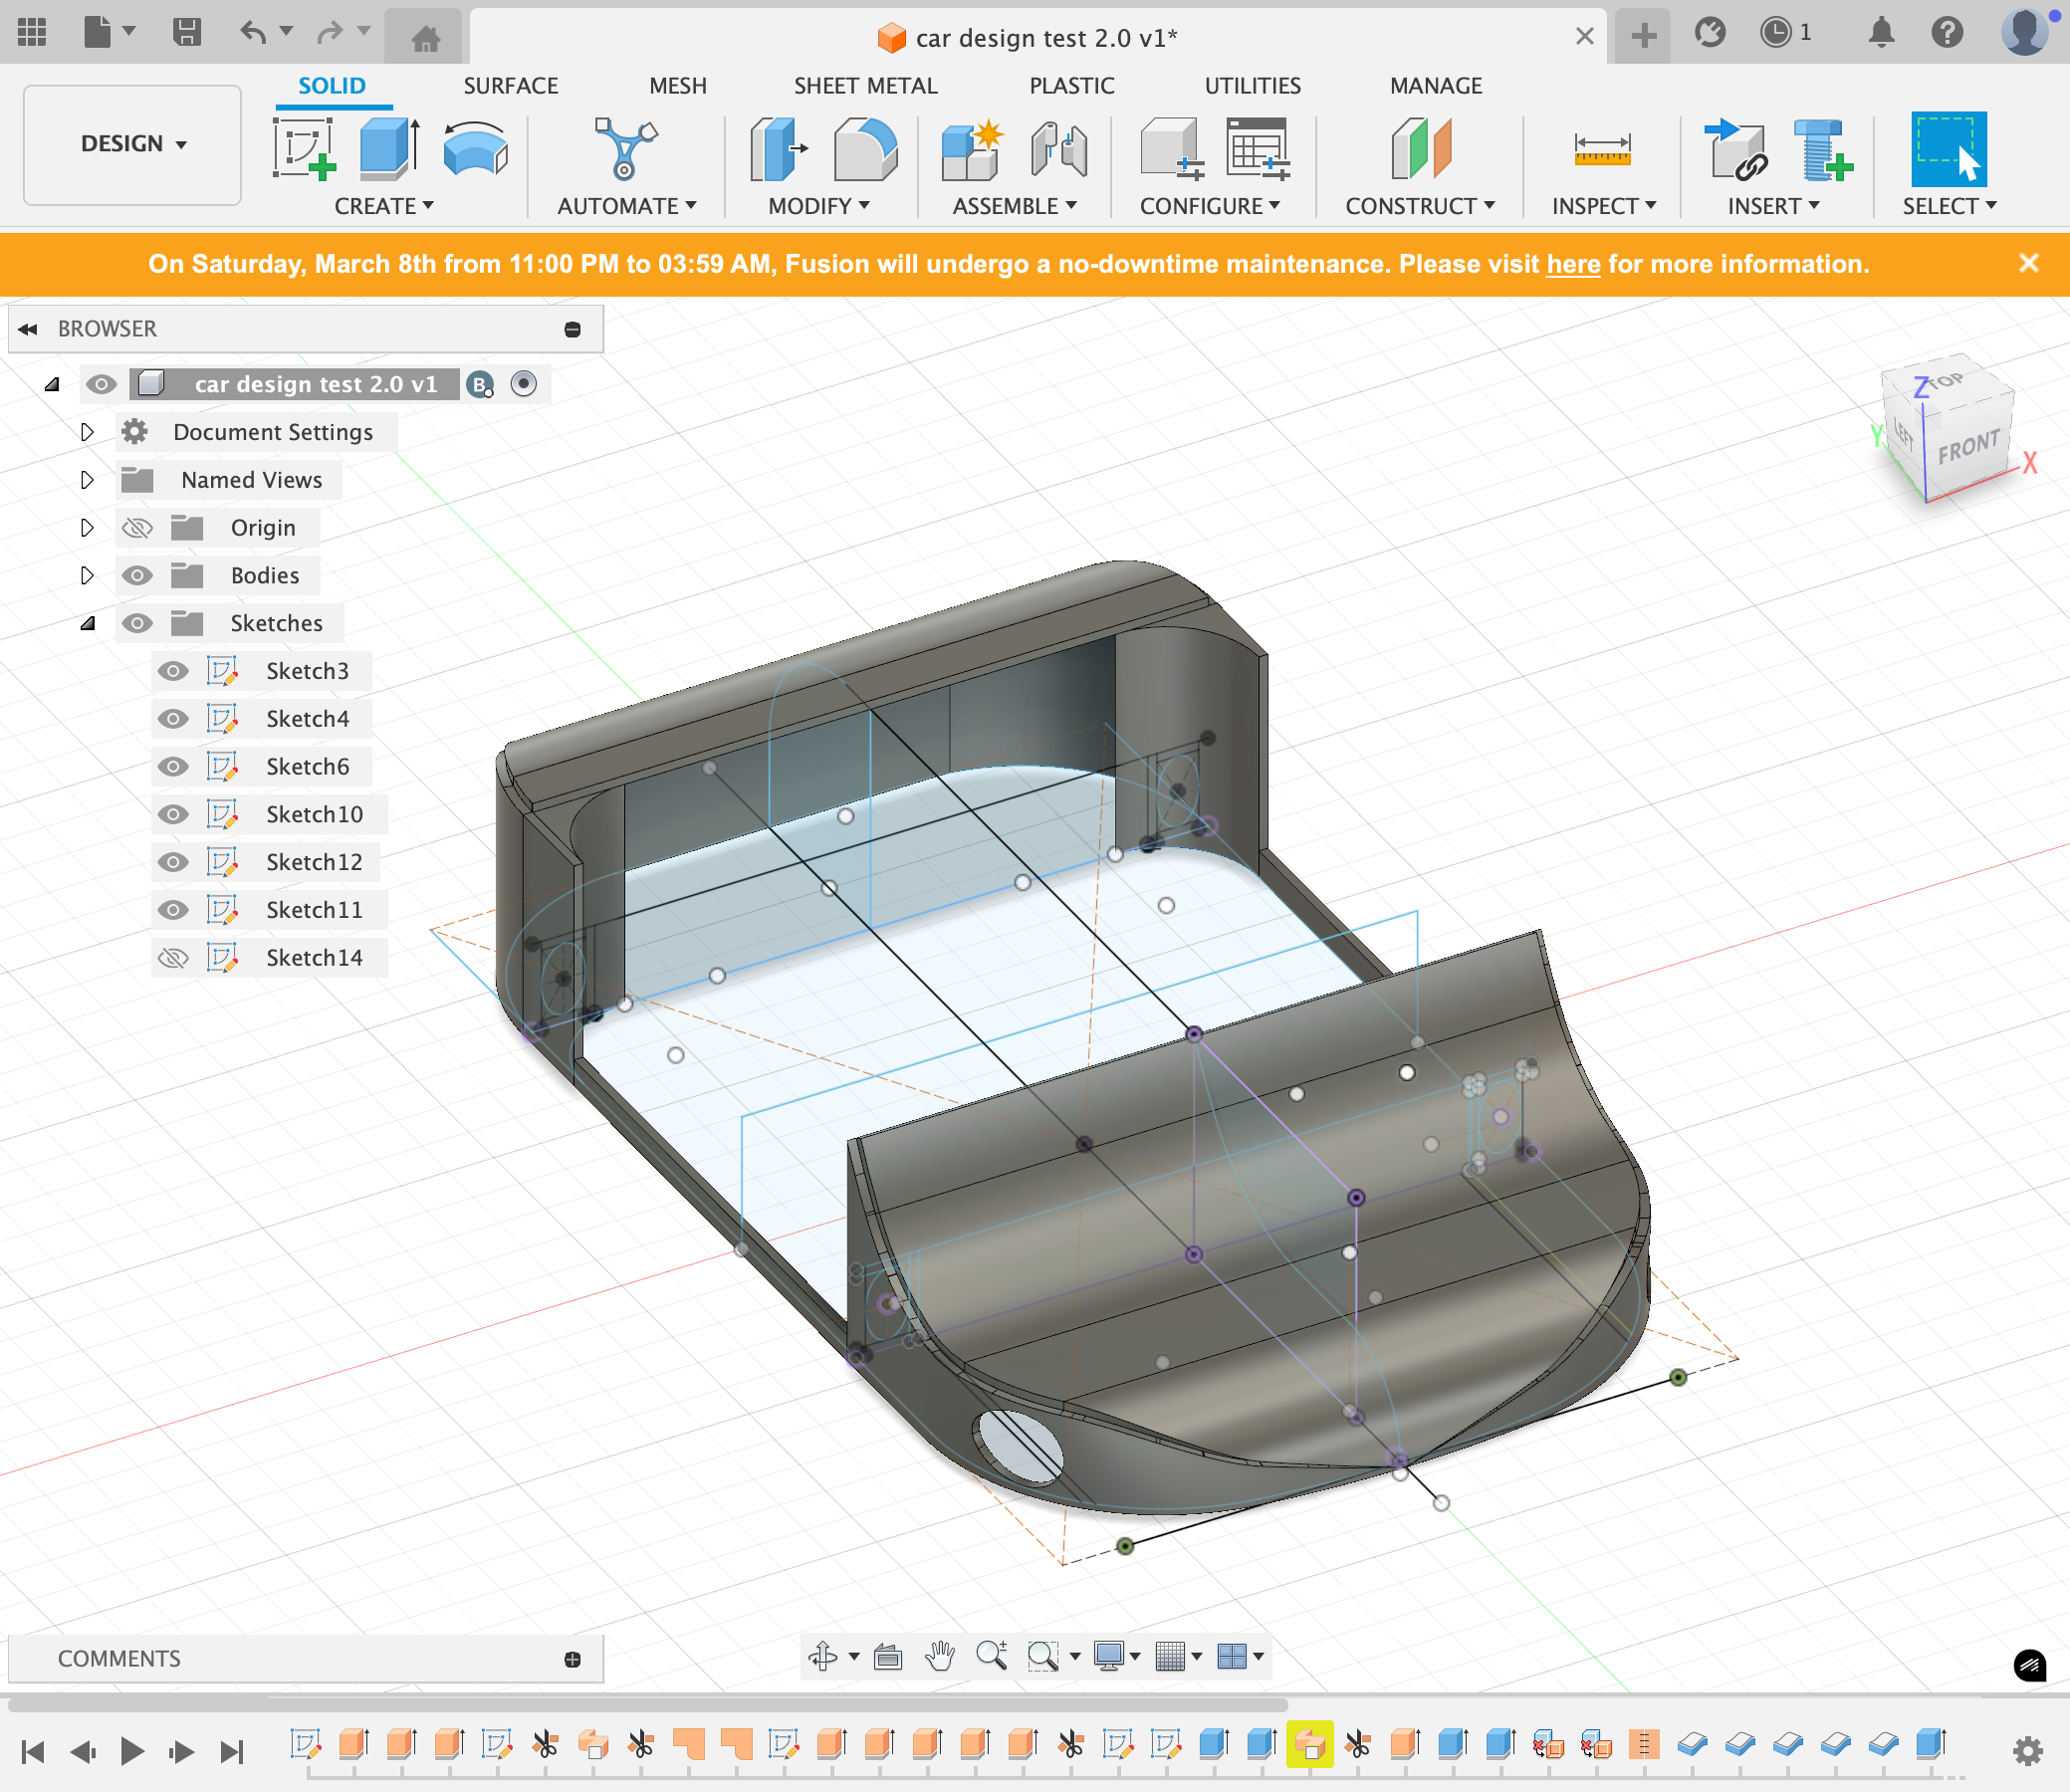 car design test 2.0 v1*
1
DESIGN
SOLID
SURFACE
MESH
SHEET METAL
PLASTIC
UTILITIES
MANAGE
CREATE
AUTOMATE
MODIFY
ASSEMBLE
CONFIGURE
CONSTRUCT
INSPECT
INSERT
SELECT
On Saturday, March 8th from 11:00 PM to 03:59 AM, Fusion will undergo a no-downtime maintenance. Please visit here for more information.
BROWSER
car design test 2.0 v1
B
Document Settings
Named Views
Origin
Bodies
Sketches
Sketch3
Sketch4
Sketch6
Sketch10
Sketch12
Sketch11
Sketch14
Z
TOP
Y
LEFT
FRONT
X
COMMENTS